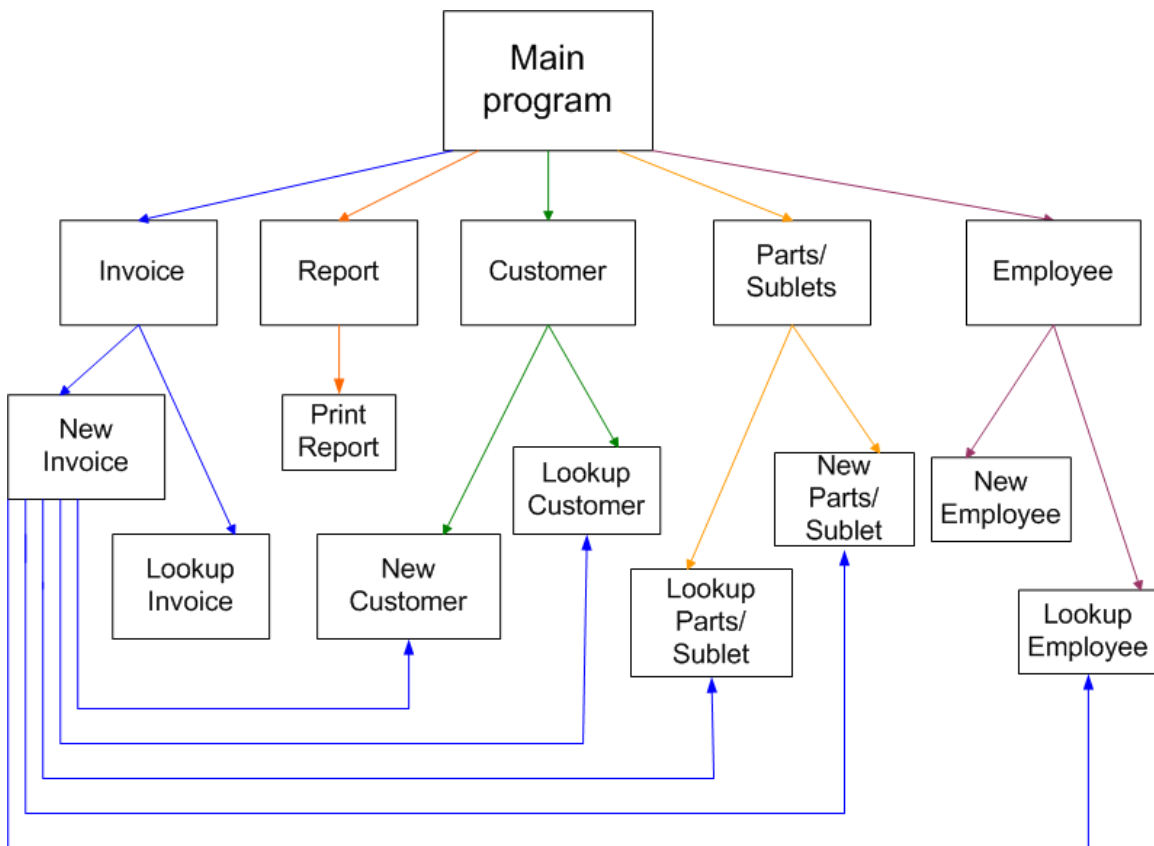 Main
program
Invoice
Report
Customer
Parts/
Sublets
Employee
New
Invoice
Print
Report
Lookup
Customer
New
Parts/
Sublet
New
Employee
Lookup
Invoice
New
Customer
Lookup
Parts/
Sublet
Lookup
Employee